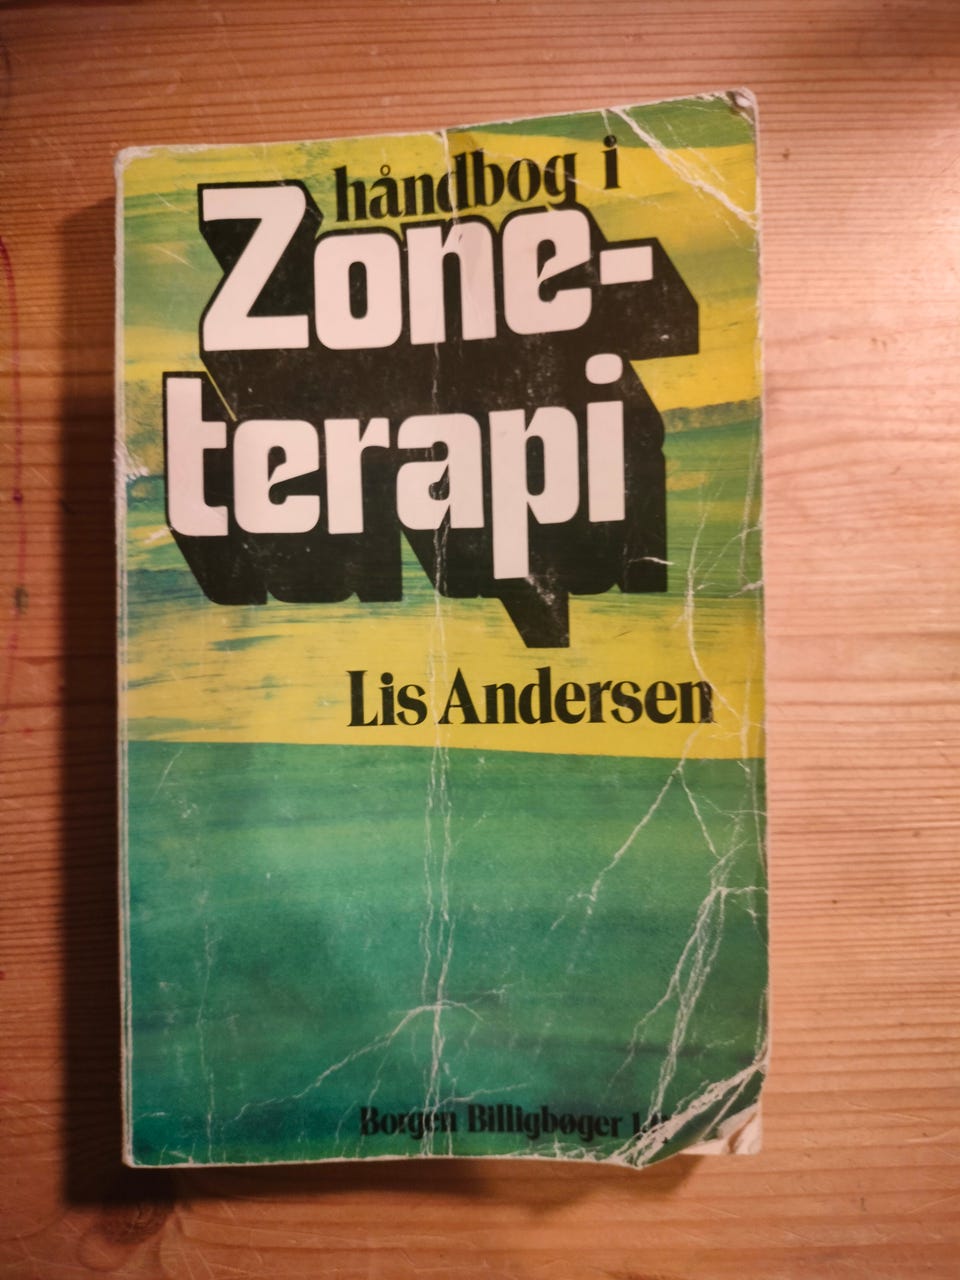 håndbog i
Zone-
terapi
Lis Andersen
Borgen Billigbøger